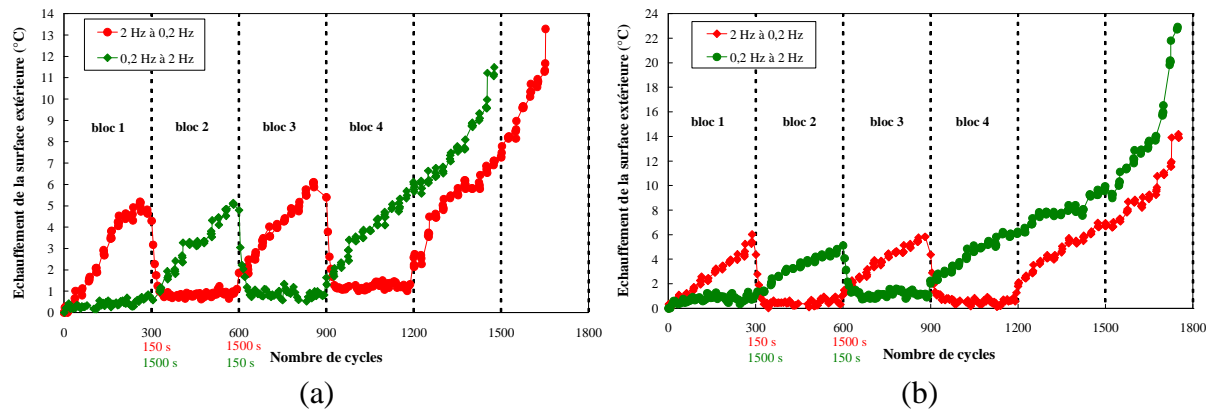 Echauffement de la surface extérieure (°C)
14
13
12
11
10
9
8
7
6
5
4
3
2
1
0
2 Hz à 0,2 Hz
0,2 Hz à 2 Hz
bloc 1
bloc 2
bloc 3
bloc 4
0 300 600 900 1200 1500 1800
150 s 1500 s
1500 s 150 s
Nombre de cycles
(a)
Echauffement de la surface extérieure (°C)
24
22
20
18
16
14
12
10
8
6
4
2
0
2 Hz à 0,2 Hz
0,2 Hz à 2 Hz
bloc 1
bloc 2
bloc 3
bloc 4
0 300 600 900 1200 1500 1800
150 s 1500 s
1500 s 150 s
Nombre de cycles
(b)